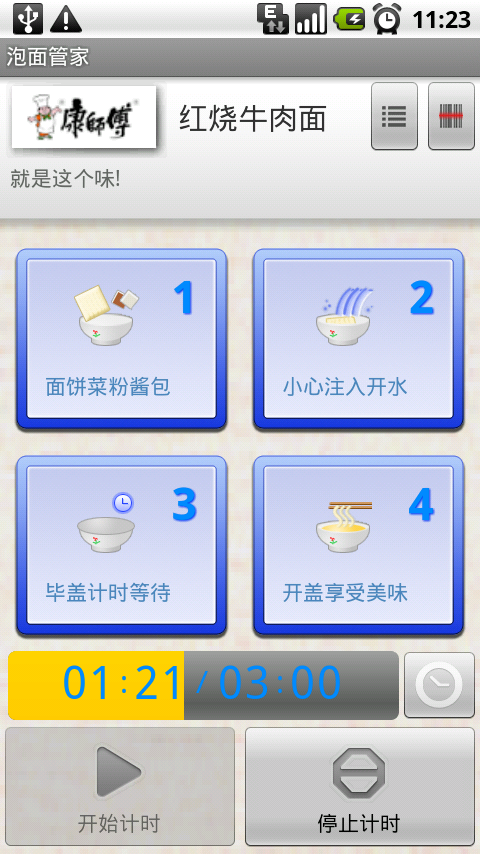 E 11:23
泡面管家
康師傅 红烧牛肉面
就是这个味!
1 2
面饼菜粉酱包 小心注入开水
3 4
毕盖计时等待 开盖享受美味
01:21 / 03:00
开始计时 停止计时